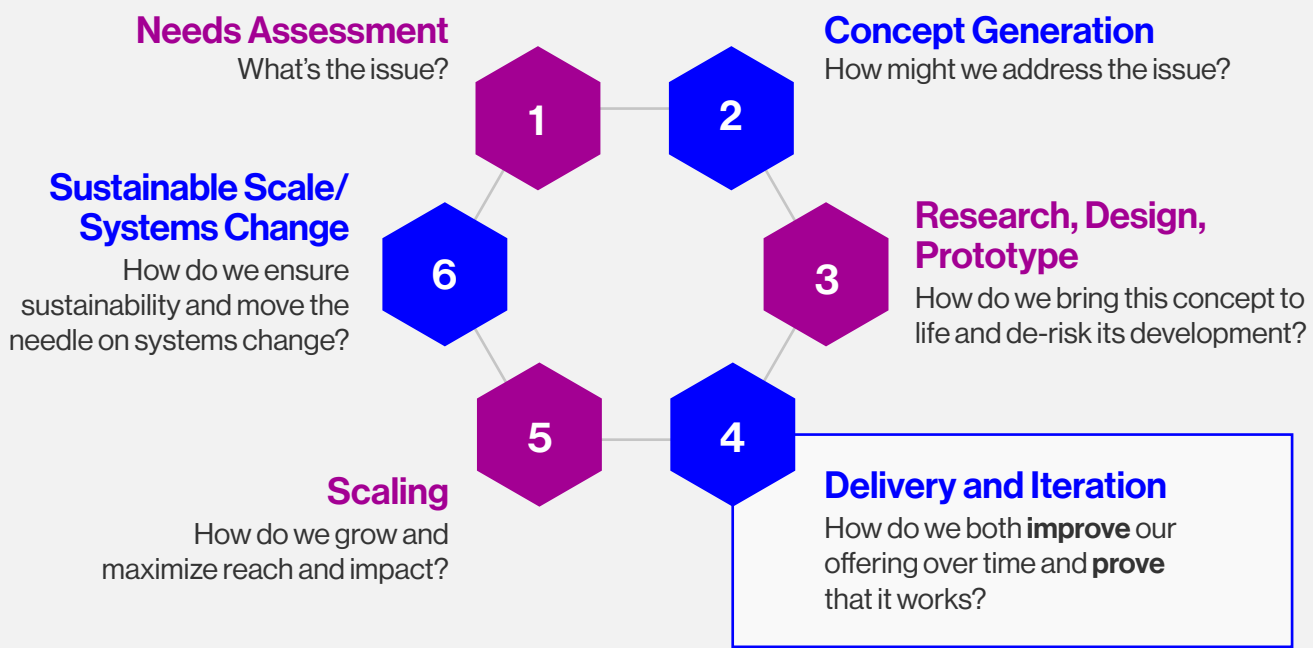 1
Needs Assessment
What’s the issue?
2
Concept Generation
How might we address the issue?
3
Research, Design,
Prototype
How do we bring this concept to
life and de-risk its development?
4
Delivery and Iteration
How do we both improve our
offering over time and prove
that it works?
5
Scaling
How do we grow and
maximize reach and impact?
6
Sustainable Scale/
Systems Change
How do we ensure
sustainability and move the
needle on systems change?